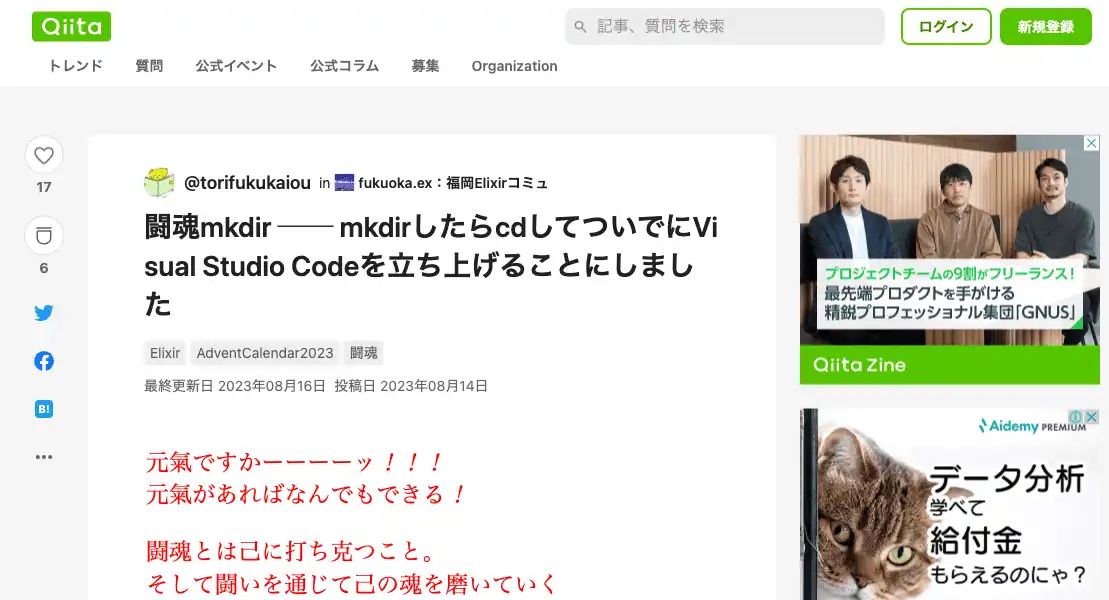 Qiita
記事、質問を検索
ログイン
新規登録
トレンド
質問
公式イベント
公式コラム
募集
Organization
17
6
B!
@torifukukaiou in fukuoka.ex：福岡Elixirコミュ
闘魂mkdir ── mkdirしたらcdしてついでにVi
sual Studio Codeを立ち上げることにしまし
た
Elixir
AdventCalendar2023
闘魂
最終更新日 2023年08月16日 投稿日 2023年08月14日
元氣ですかーーーーッ！！！
元氣があればなんでもできる！
闘魂とは己に打ち克つこと。
そして闘いを通じて己の魂を磨いていく
プロジェクトチームの9割がフリーランス！
最先端プロダクトを手がける
精鋭プロフェッショナル集団「GNUS」
Qiita Zine
Aidemy PREMIUM
データ分析
学べて
給付金
もらえるのにゃ？